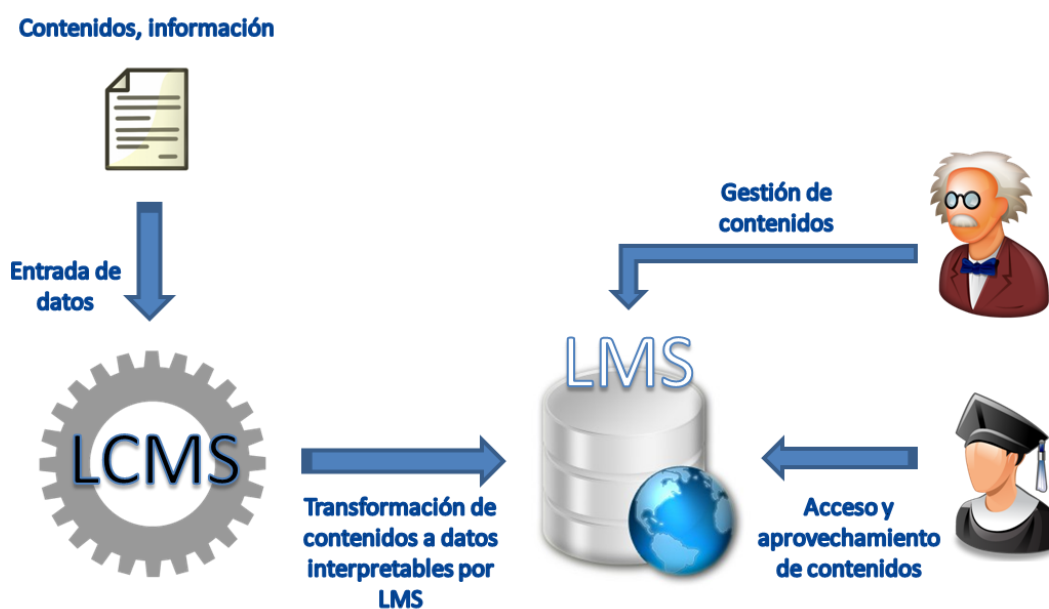 Contenidos, información
Entrada de
datos
LCMS
Transformación de
contenidos a datos
interpretables por
LMS
LMS
Gestión de
contenidos
Acceso y
aprovechamiento
de contenidos